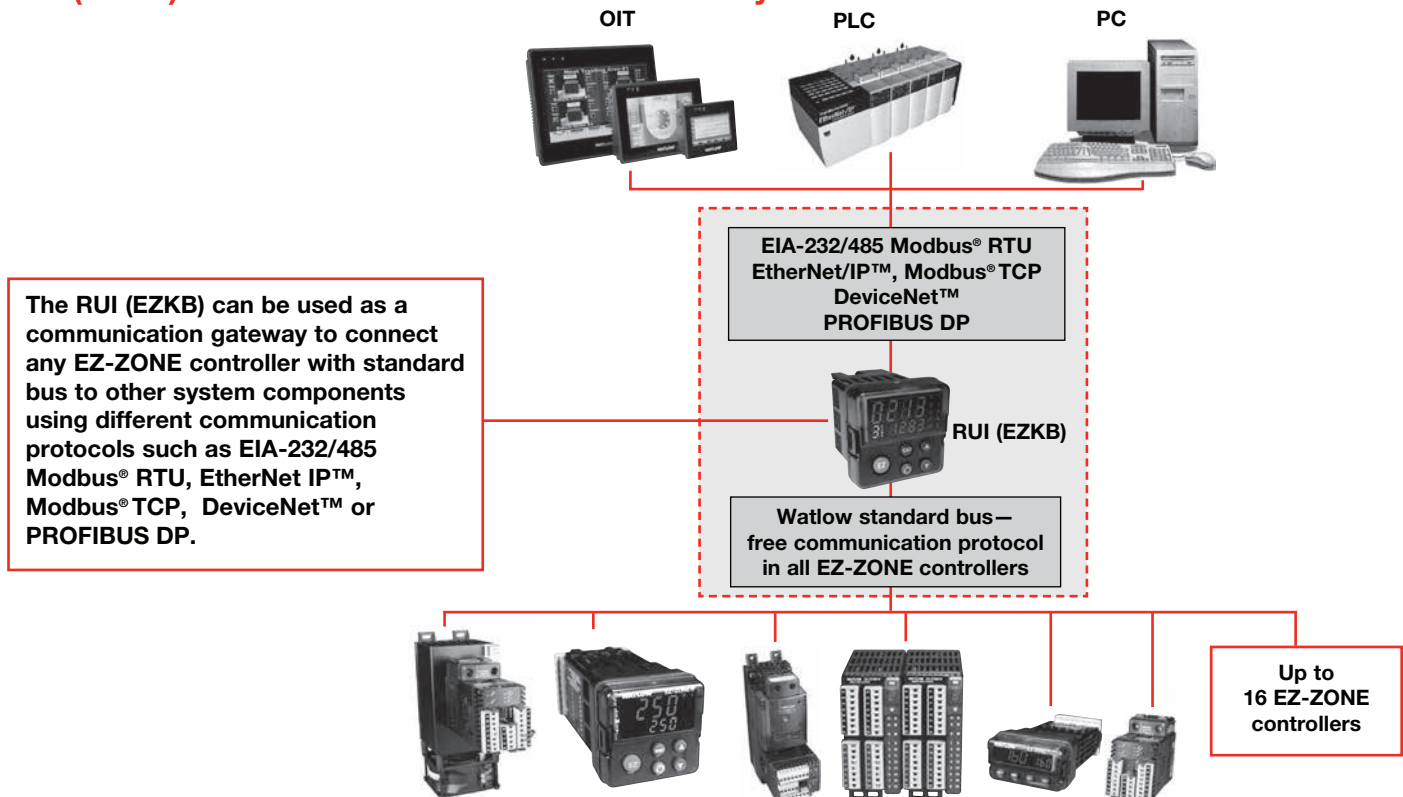 OIT
PLC
PC
EIA-232/485 Modbus® RTU
EtherNet/IP™, Modbus® TCP
DeviceNet™
PROFIBUS DP
The RUI (EZKB) can be used as a
communication gateway to connect
any EZ-ZONE controller with standard
bus to other system components
using different communication
protocols such as EIA-232/485
Modbus® RTU, EtherNet IP™,
Modbus® TCP, DeviceNet™ or
PROFIBUS DP.
RUI (EZKB)
Watlow standard bus—
free communication protocol
in all EZ-ZONE controllers
250
250
EZ
Up to
16 EZ-ZONE
controllers